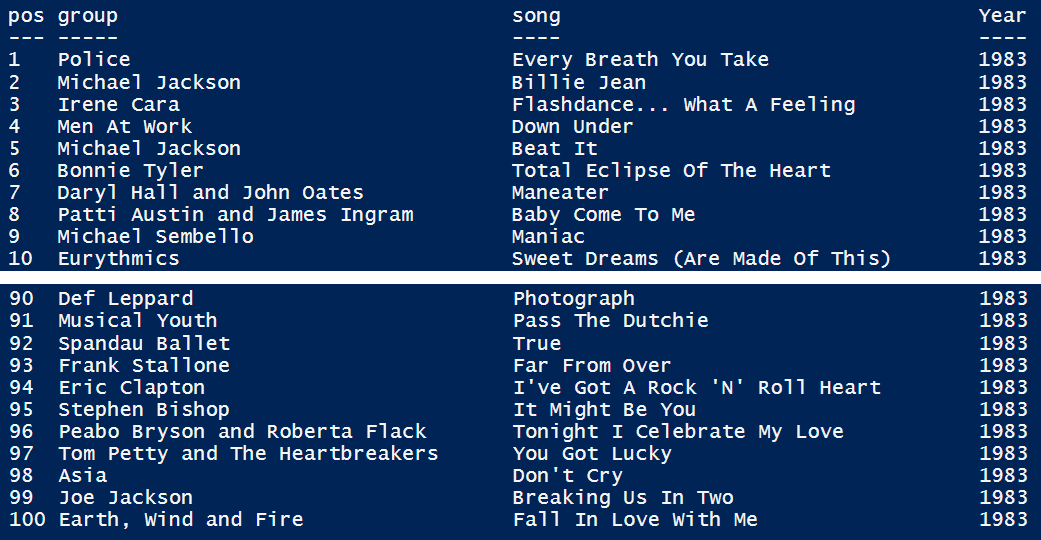 pos group song Year
--- ----- ---- ----
1 Police Every Breath You Take 1983
2 Michael Jackson Billie Jean 1983
3 Irene Cara Flashdance... What A Feeling 1983
4 Men At Work Down Under 1983
5 Michael Jackson Beat It 1983
6 Bonnie Tyler Total Eclipse Of The Heart 1983
7 Daryl Hall and John Oates Maneater 1983
8 Patti Austin and James Ingram Baby Come To Me 1983
9 Michael Sembello Maniac 1983
10 Eurythmics Sweet Dreams (Are Made Of This) 1983
90 Def Leppard Photograph 1983
91 Musical Youth Pass The Dutchie 1983
92 Spandau Ballet True 1983
93 Frank Stallone Far From Over 1983
94 Eric Clapton I've Got A Rock 'N' Roll Heart 1983
95 Stephen Bishop It Might Be You 1983
96 Peabo Bryson and Roberta Flack Tonight I Celebrate My Love 1983
97 Tom Petty and The Heartbreakers You Got Lucky 1983
98 Asia Don't Cry 1983
99 Joe Jackson Breaking Us In Two 1983
100 Earth, Wind and Fire Fall In Love With Me 1983